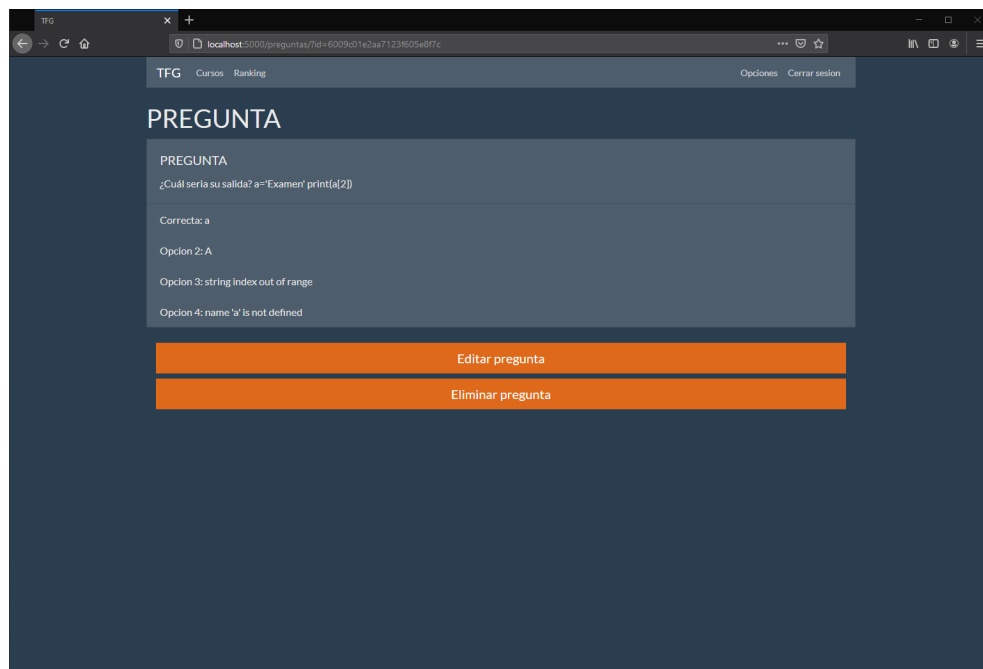 TFG
localhost:5000/preguntas/?id=6009c01e2aa7123f605e8f7c
TFG Cursos Ranking Opciones Cerrar sesion
PREGUNTA
PREGUNTA
¿Cuál seria su salida? a='Examen' print(a[2])
Correcta: a
Opcion 2: A
Opcion 3: string index out of range
Opcion 4: name 'a' is not defined
Editar pregunta
Eliminar pregunta